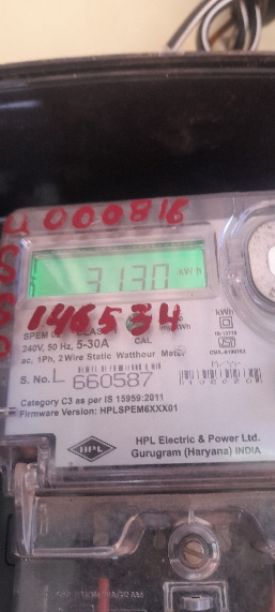 000816
3130 kWh
146534
SPEM
CAL
240V, 50 Hz, 5-30A
ac, 1Ph, 2Wire Static Watthour Meter
kWh
S. No. L 660587
Category C3 as per IS 15959:2011
Firmware Version: HPLSPEM6XXX01
HPL
HPL Electric & Power Ltd.
Gurugram (Haryana) INDIA